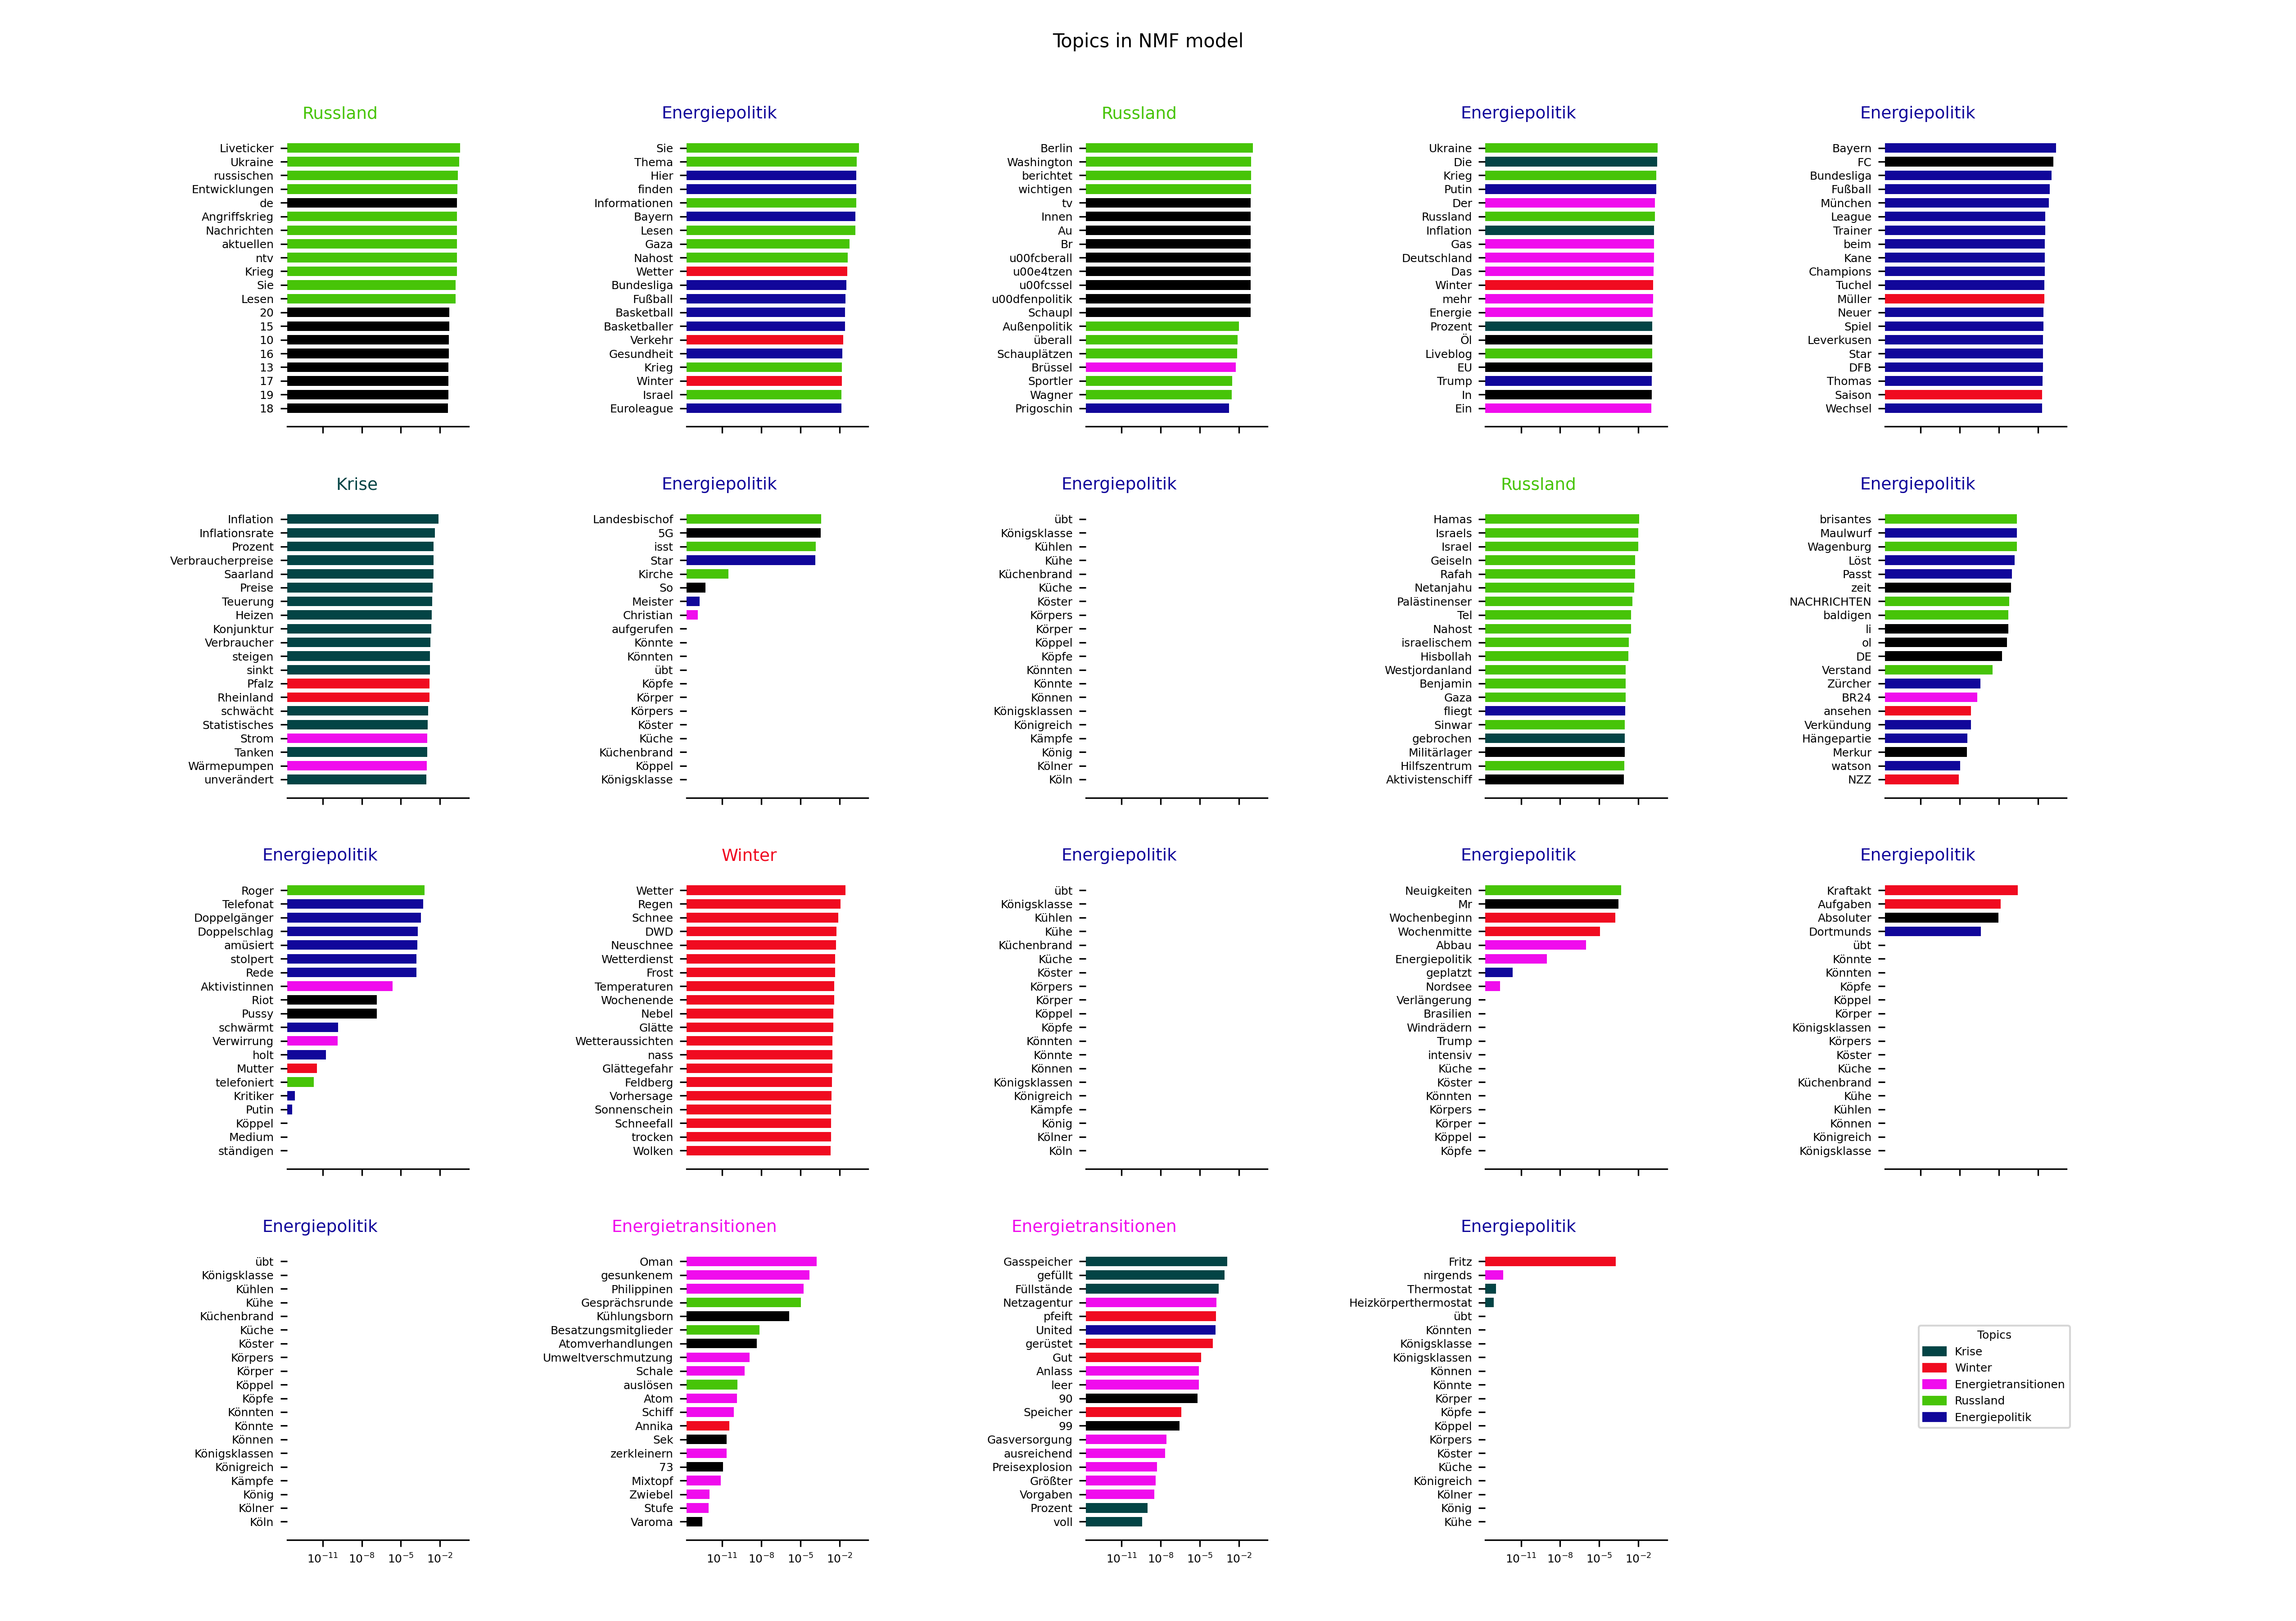 Topics in NMF model
Russland
Liveticker
Ukraine
russischen
Entwicklungen
de
Angriffskrieg
Nachrichten
aktuellen
ntv
Krieg
Sie
Lesen
20
15
10
16
13
17
19
18
Energiepolitik
Sie
Thema
Hier
finden
Informationen
Bayern
Lesen
Gaza
Nahost
Wetter
Bundesliga
Fußball
Basketball
Basketballer
Verkehr
Gesundheit
Krieg
Winter
Israel
Euroleague
Russland
Berlin
Washington
berichtet
wichtigen
tv
Innen
Au
Br
u00fcberall
u00e4tzen
u00fcssel
u00dfenpolitik
Schaupl
Außenpolitik
überall
Schauplätzen
Brüssel
Sportler
Wagner
Prigoschin
Energiepolitik
Ukraine
Die
Krieg
Putin
Der
Russland
Inflation
Gas
Deutschland
Das
Winter
mehr
Energie
Prozent
Öl
Liveblog
EU
Trump
In
Ein
Energiepolitik
Bayern
FC
Bundesliga
Fußball
München
League
Trainer
beim
Kane
Champions
Tuchel
Müller
Neuer
Spiel
Leverkusen
Star
DFB
Thomas
Saison
Wechsel
Krise
Inflation
Inflationsrate
Prozent
Verbraucherpreise
Saarland
Preise
Teuerung
Heizen
Konjunktur
Verbraucher
steigen
sinkt
Pfalz
Rheinland
schwächt
Statistisches
Strom
Tanken
Wärmepumpen
unverändert
Energiepolitik
Landesbischof
5G
isst
Star
Kirche
So
Meister
Christian
aufgerufen
Könnte
Könnten
übt
Köpfe
Körper
Körpers
Köster
Küche
Küchenbrand
Köppel
Königsklasse
Energiepolitik
übt
Königsklasse
Kühlen
Kühe
Küchenbrand
Küche
Köster
Körpers
Körper
Köppel
Köpfe
Könnten
Könnte
Können
Königsklassen
Königreich
Kämpfe
König
Kölner
Köln
Russland
Hamas
Israels
Israel
Geiseln
Rafah
Netanjahu
Palästinenser
Tel
Nahost
israelischem
Hisbollah
Westjordanland
Benjamin
Gaza
fliegt
Sinwar
gebrochen
Militärlager
Hilfszentrum
Aktivistenschiff
Energiepolitik
brisantes
Maulwurf
Wagenburg
Löst
Passt
zeit
NACHRICHTEN
baldigen
li
ol
DE
Verstand
Zürcher
BR24
ansehen
Verkündung
Hängepartie
Merkur
watson
NZZ
Energiepolitik
Roger
Telefonat
Doppelgänger
Doppelschlag
amüsiert
stolpert
Rede
Aktivistinnen
Riot
Pussy
schwärmt
Verwirrung
holt
Mutter
telefoniert
Kritiker
Putin
Köppel
Medium
ständigen
Winter
Wetter
Regen
Schnee
DWD
Neuschnee
Wetterdienst
Frost
Temperaturen
Wochenende
Nebel
Glätte
Wetteraussichten
nass
Glättegefahr
Feldberg
Vorhersage
Sonnenschein
Schneefall
trocken
Wolken
Energiepolitik
übt
Königsklasse
Kühlen
Kühe
Küchenbrand
Küche
Köster
Körpers
Körper
Köppel
Köpfe
Könnten
Könnte
Können
Königsklassen
Königreich
Kämpfe
König
Kölner
Köln
Energiepolitik
Neuigkeiten
Mr
Wochenbeginn
Wochenmitte
Abbau
Energiepolitik
geplatzt
Nordsee
Verlängerung
Brasilien
Windrädern
Trump
intensiv
Küche
Köster
Könnten
Körpers
Körper
Köppel
Köpfe
Energiepolitik
Kraftakt
Aufgaben
Absoluter
Dortmunds
übt
Könnte
Könnten
Köpfe
Köppel
Körper
Königsklassen
Körpers
Köster
Küche
Küchenbrand
Kühe
Kühlen
Können
Königreich
Königsklasse
Energiepolitik
übt
Königsklasse
Kühlen
Kühe
Küchenbrand
Küche
Köster
Körpers
Körper
Köppel
Köpfe
Könnten
Könnte
Können
Königsklassen
Königreich
Kämpfe
König
Kölner
Köln
10⁻¹¹ 10⁻⁸ 10⁻⁵ 10⁻²
Energietransitionen
Oman
gesunkenem
Philippinen
Gesprächsrunde
Kühlungsborn
Besatzungsmitglieder
Atomverhandlungen
Umweltverschmutzung
Schale
auslösen
Atom
Schiff
Annika
Sek
zerkleinern
73
Mixtopf
Zwiebel
Stufe
Varoma
10⁻¹¹ 10⁻⁸ 10⁻⁵ 10⁻²
Energietransitionen
Gasspeicher
gefüllt
Füllstände
Netzagentur
pfeift
United
gerüstet
Gut
Anlass
leer
90
Speicher
99
Gasversorgung
ausreichend
Preisexplosion
Größter
Vorgaben
Prozent
voll
10⁻¹¹ 10⁻⁸ 10⁻⁵ 10⁻²
Energiepolitik
Fritz
nirgends
Thermostat
Heizkörperthermostat
übt
Könnten
Königsklasse
Königsklassen
Können
Könnte
Körper
Köpfe
Köppel
Körpers
Köster
Küche
Königreich
Kölner
König
Kühe
10⁻¹¹ 10⁻⁸ 10⁻⁵ 10⁻²
Topics
Krise
Winter
Energietransitionen
Russland
Energiepolitik